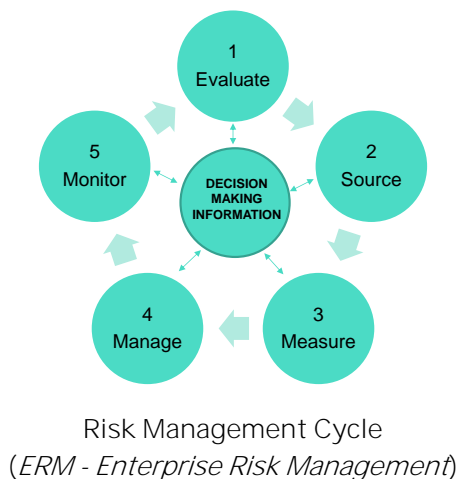 1
Evaluate
2
Source
3
Measure
4
Manage
5
Monitor
DECISION
MAKING
INFORMATION
Risk Management Cycle
(ERM - Enterprise Risk Management)